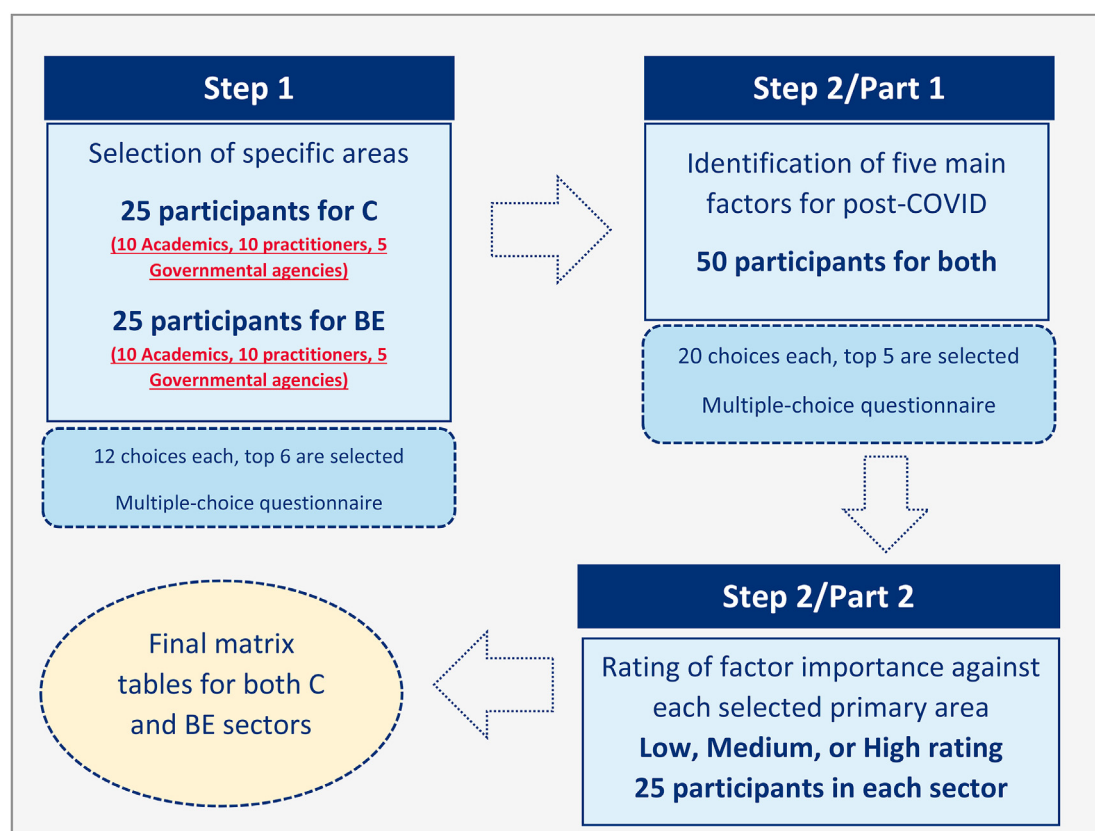 Step 1
Selection of specific areas
25 participants for C
(10 Academics, 10 practitioners, 5
Governmental agencies)
25 participants for BE
(10 Academics, 10 practitioners, 5
Governmental agencies)
12 choices each, top 6 are selected
Multiple-choice questionnaire
Step 2/Part 1
Identification of five main
factors for post-COVID
50 participants for both
20 choices each, top 5 are selected
Multiple-choice questionnaire
Step 2/Part 2
Rating of factor importance against
each selected primary area
Low, Medium, or High rating
25 participants in each sector
Final matrix
tables for both C
and BE sectors